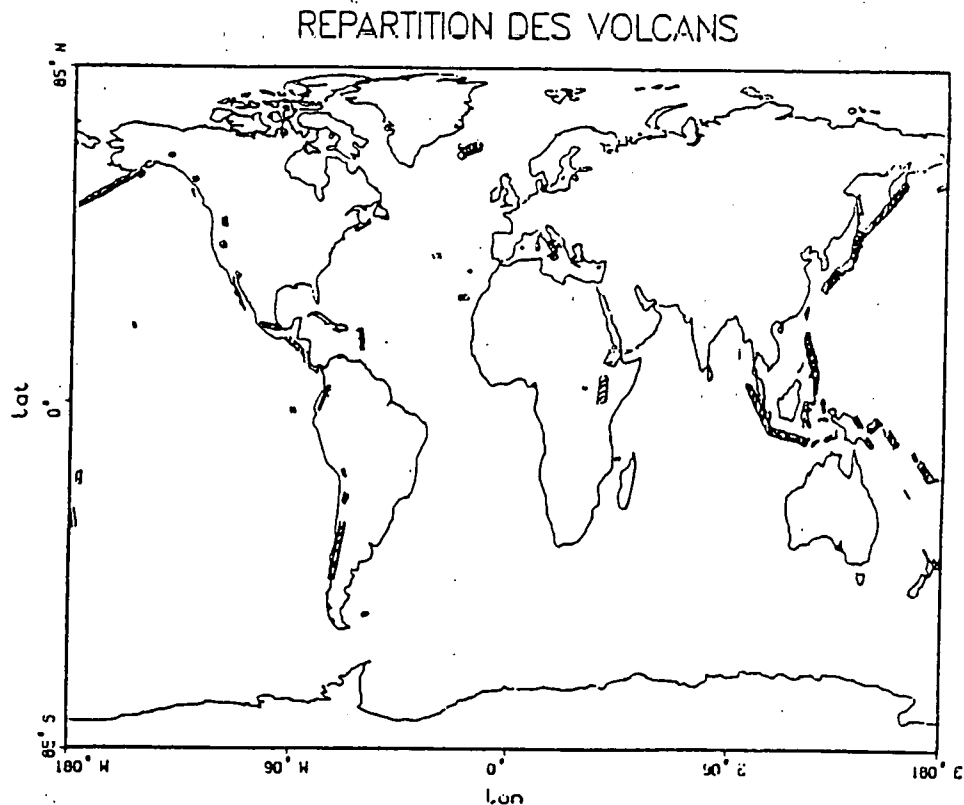 REPARTITION DES VOLCANS
85° N
Lat
0°
85° S
180° W
90° W
0°
90° E
180° E
Lon